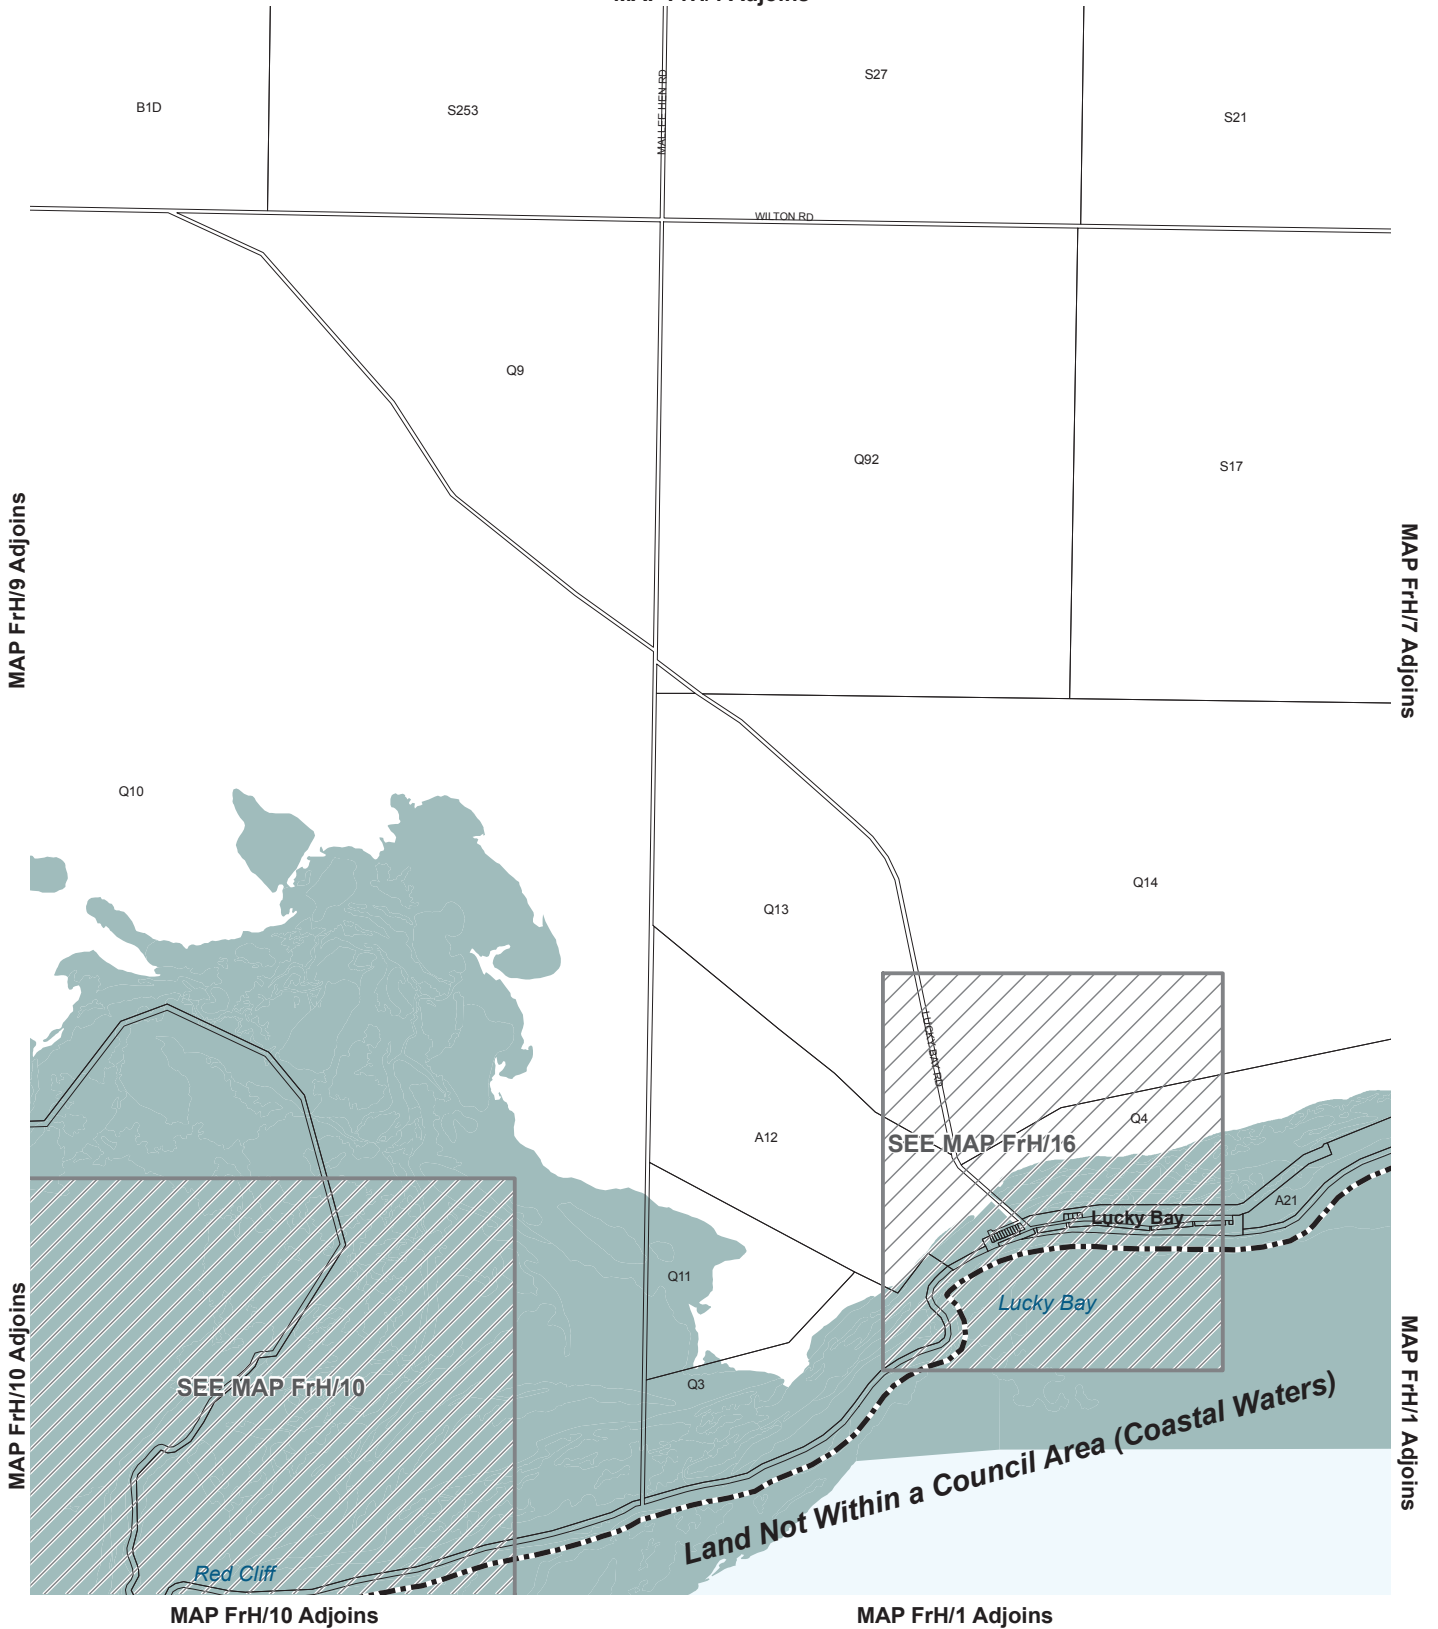 S27
B1D
S253
MALLEE HEN RD
S21
WILTON RD
Q9
Q92
S17
MAP FrH/9 Adjoins
MAP FrH/7 Adjoins
Q10
Q14
Q13
LUCKY BAY RD
Q4
A12
SEE MAP FrH/16
A21
Lucky Bay
Q11
Lucky Bay
MAP FrH/10 Adjoins
SEE MAP FrH/10
Q3
MAP FrH/1 Adjoins
Land Not Within a Council Area (Coastal Waters)
Red Cliff
MAP FrH/10 Adjoins
MAP FrH/1 Adjoins